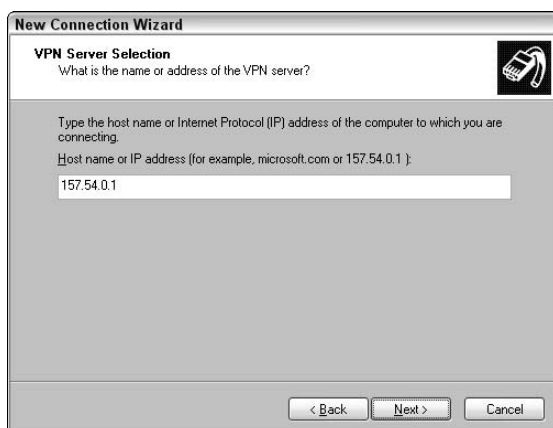 New Connection Wizard
VPN Server Selection
What is the name or address of the VPN server?
Type the host name or Internet Protocol (IP) address of the computer to which you are
connecting.
Host name or IP address (for example, microsoft.com or 157.54.0.1 ):
157.54.0.1
< Back Next > Cancel